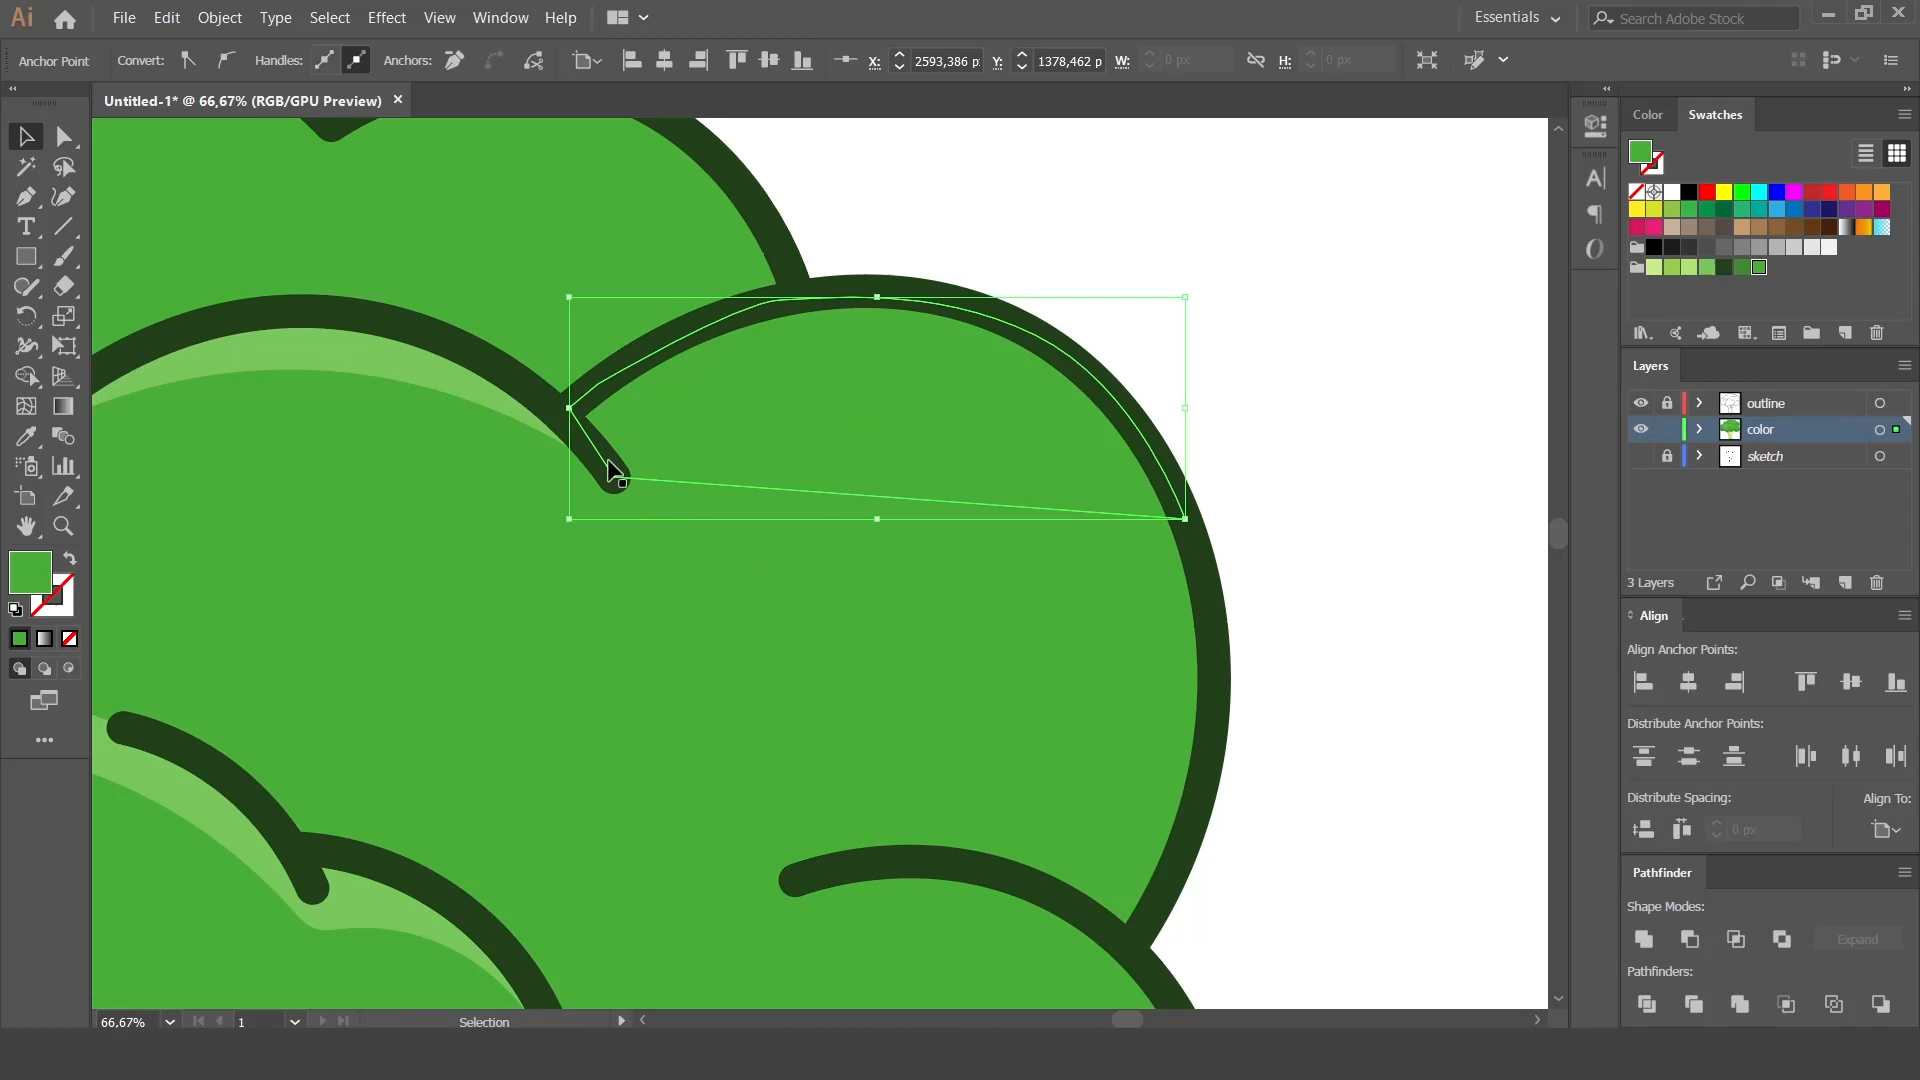 Ai File Edit Object Type Select Effect View Window Help Essentials Search Adobe Stock
Anchor Point Convert: Handles: Anchors: X: 2593,386 p Y: 1378,462 p W: 0 px H: 0 px
Untitled-1* @ 66,67% (RGB/GPU Preview)
Color Swatches
Layers
outline
color
sketch
3 Layers
Align
Align Anchor Points:
Distribute Anchor Points:
Distribute Spacing: Align To:
0 px
Pathfinder
Shape Modes:
Expand
Pathfinders:
66,67% 1 Selection